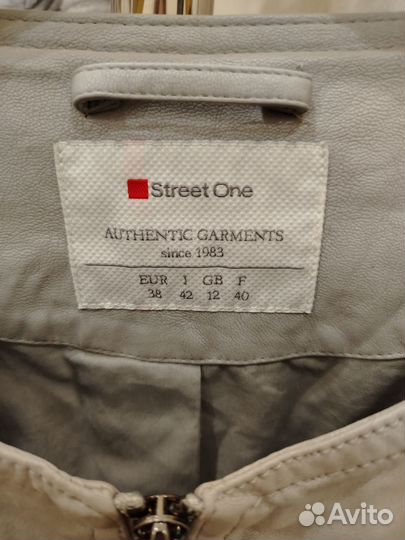 Street One
AUTHENTIC GARMENTS
since 1983
EUR I GB F
38 42 12 40
Avito